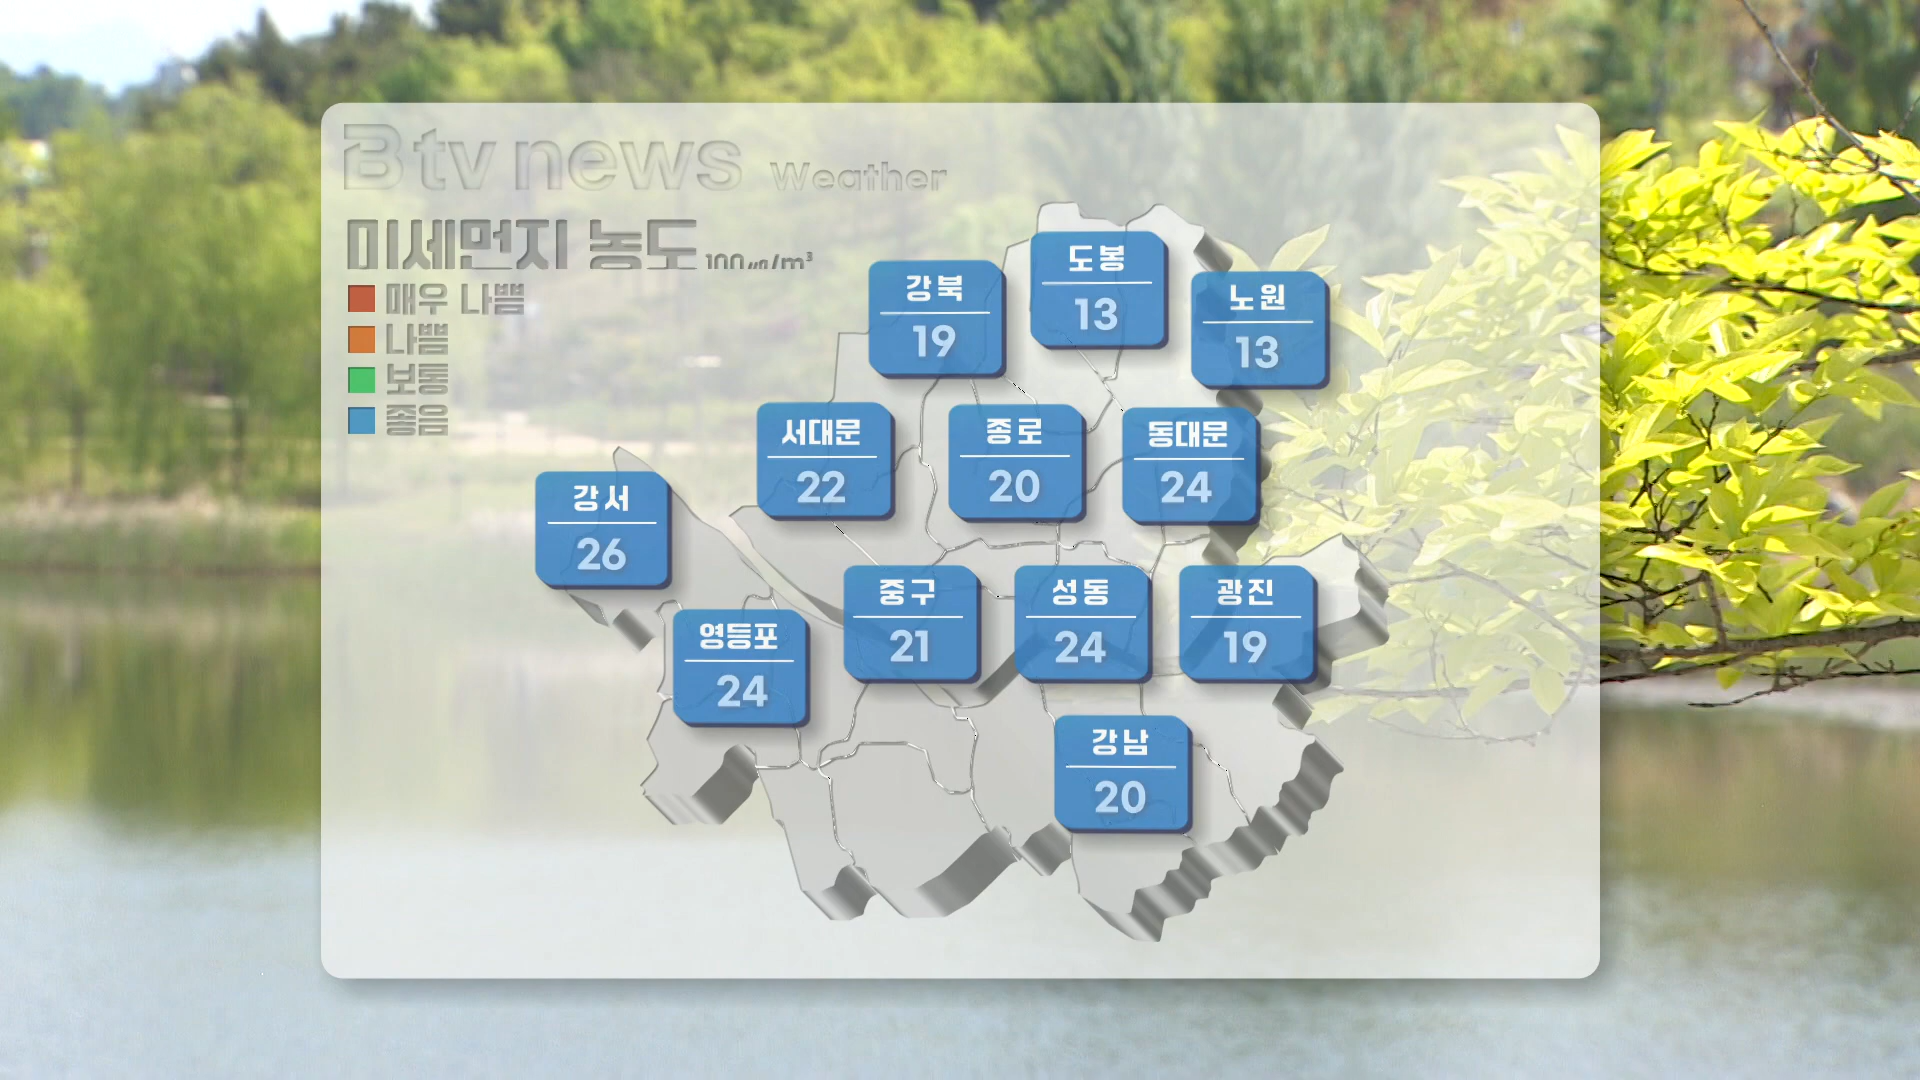 B tv news Weather
미세먼지 농도 100㎍/m³
매우 나쁨
나쁨
보통
좋음
도봉
13
강북
19
노원
13
서대문
22
종로
20
동대문
24
강서
26
중구
21
성동
24
광진
19
영등포
24
강남
20